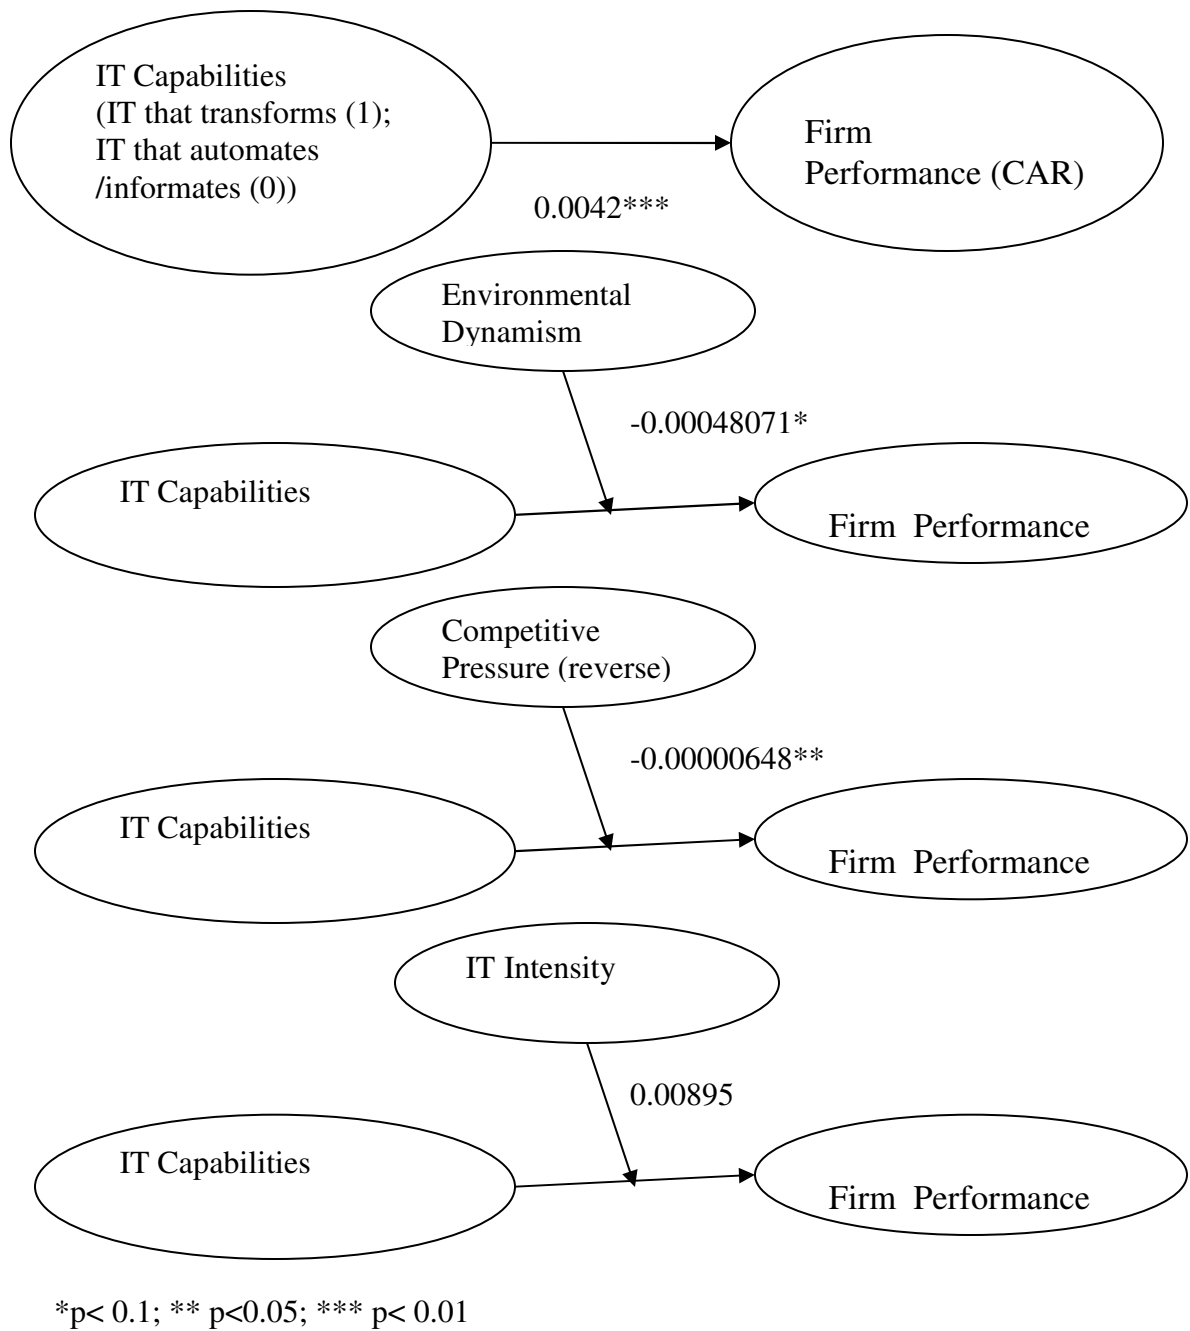 IT Capabilities
(IT that transforms (1);
IT that automates
/informates (0))
Firm
Performance (CAR)
0.0042***
Environmental
Dynamism
-0.00048071*
IT Capabilities
Firm Performance
Competitive
Pressure (reverse)
-0.00000648**
IT Capabilities
Firm Performance
IT Intensity
0.00895
IT Capabilities
Firm Performance
*p< 0.1; ** p<0.05; *** p< 0.01